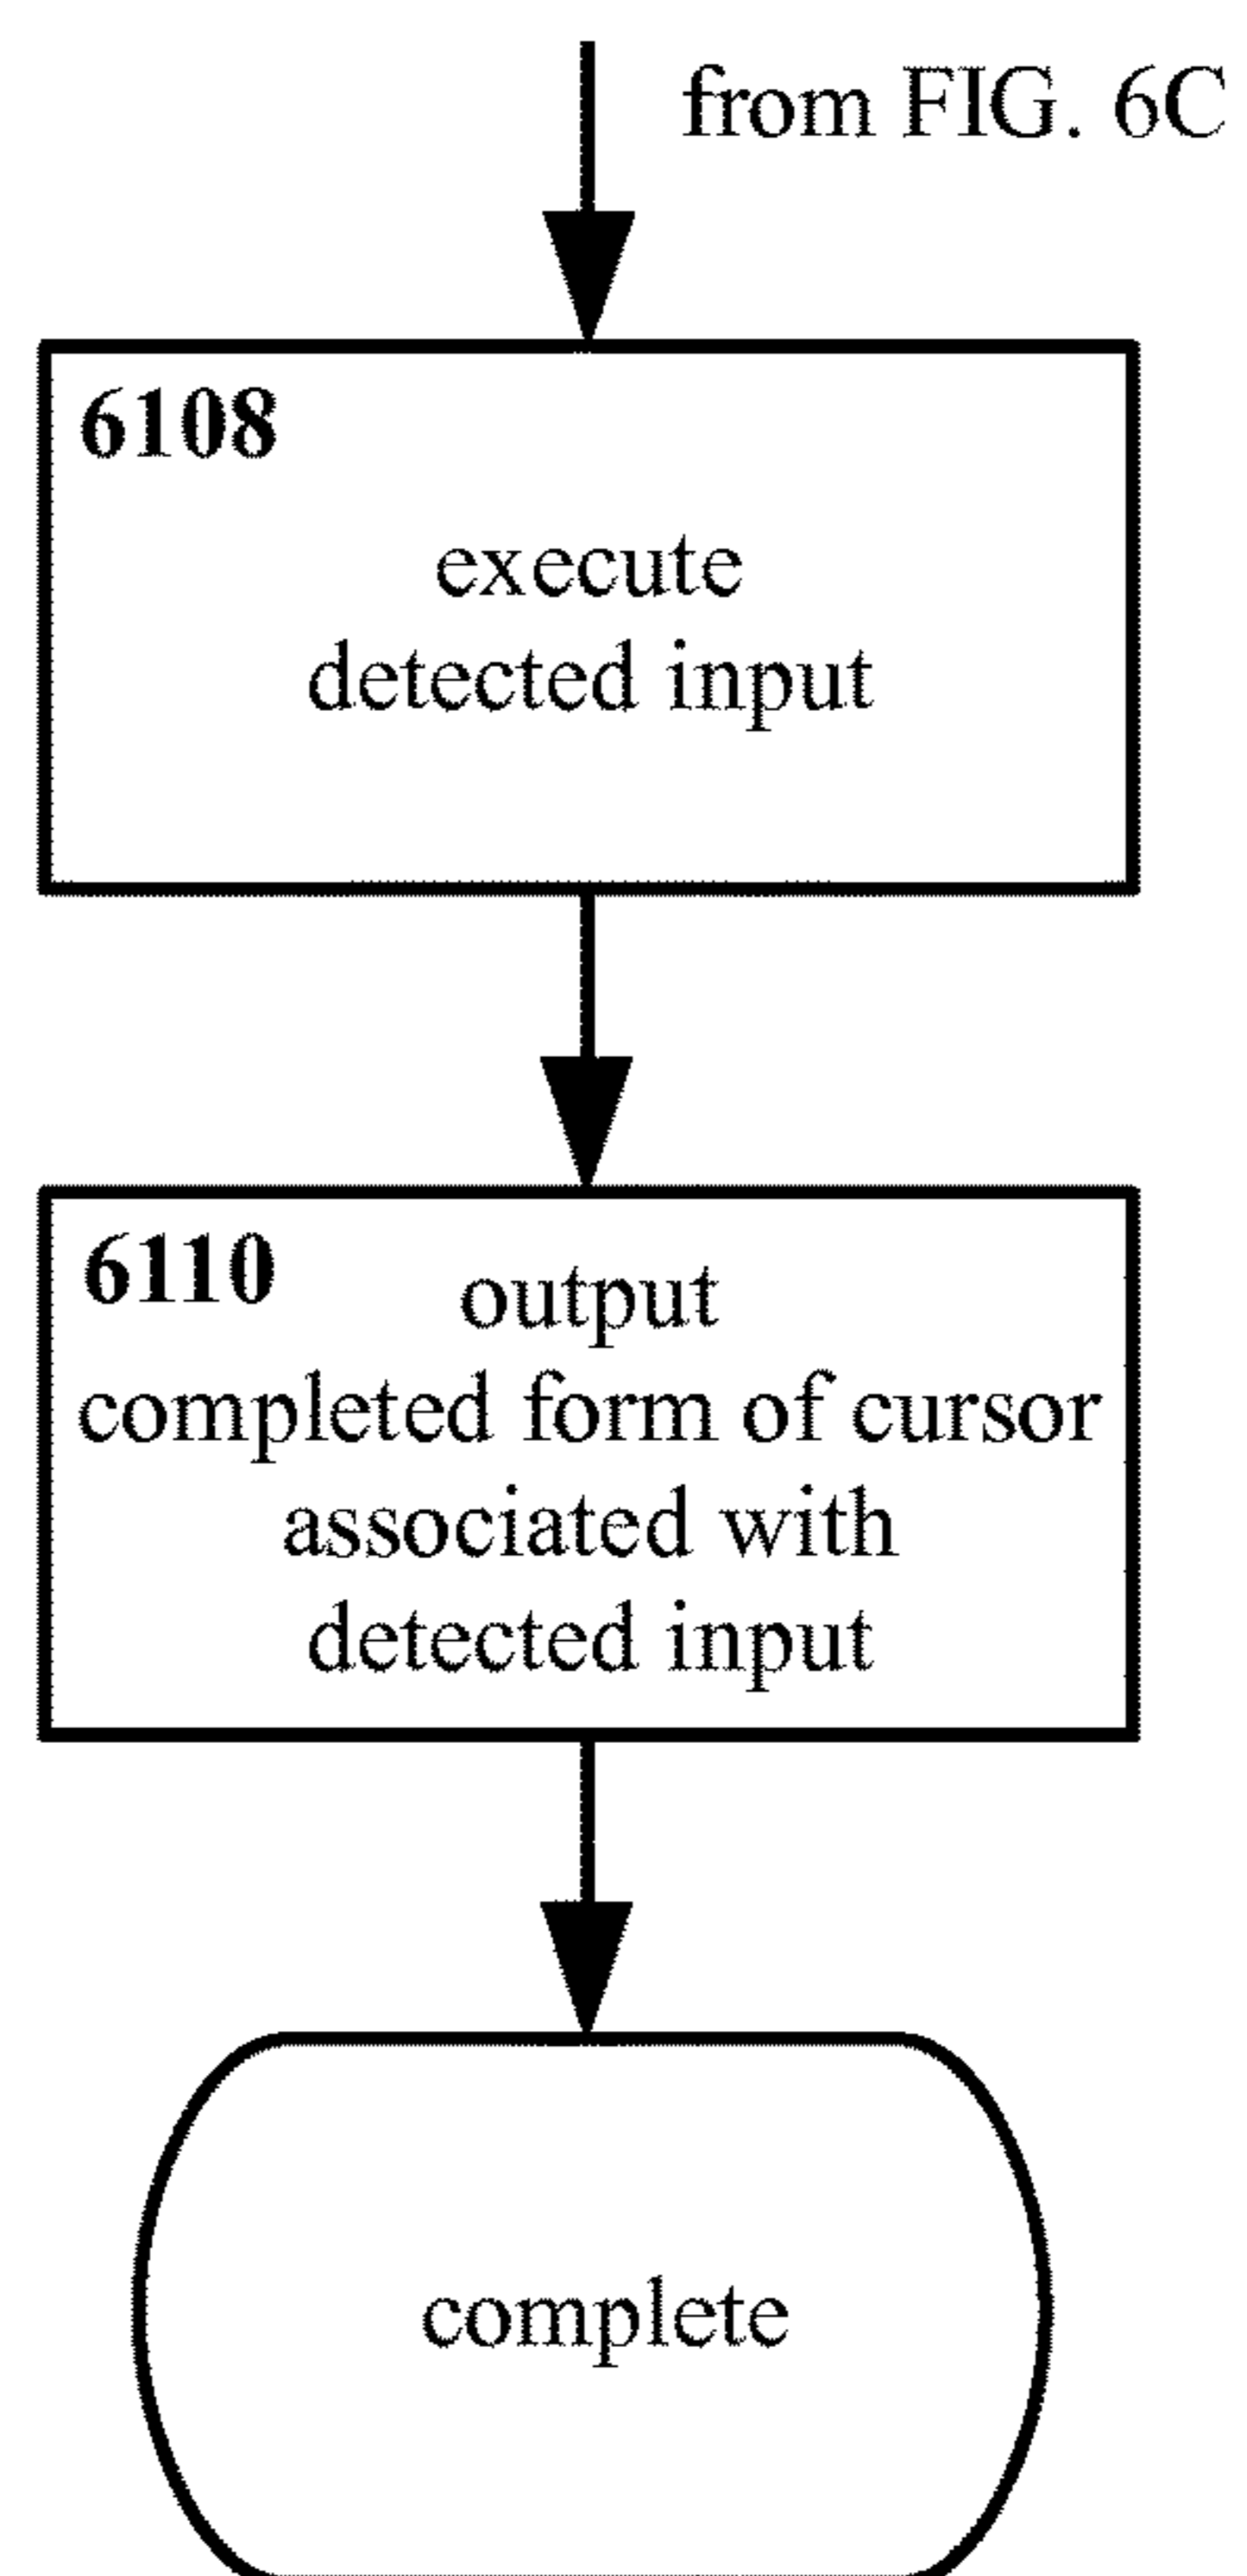 from FIG. 6C
6108
execute
detected input
6110
output
completed form of cursor
associated with
detected input
complete